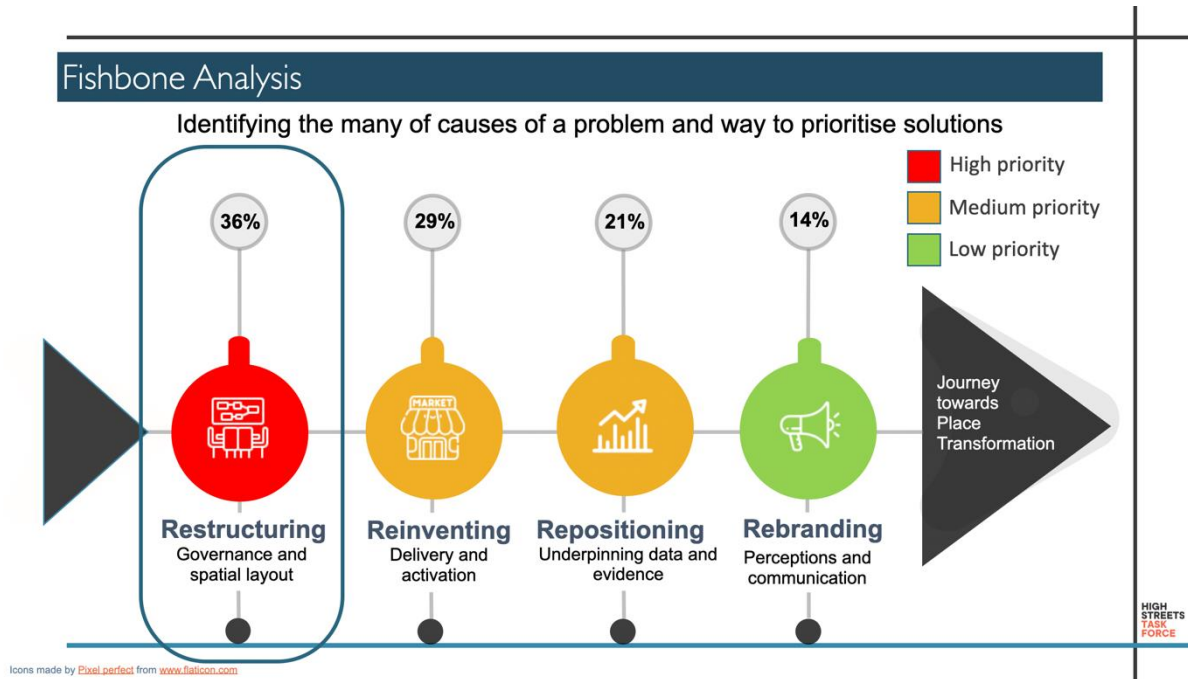 Fishbone Analysis
Identifying the many of causes of a problem and way to prioritise solutions
High priority
Medium priority
Low priority
36%
29%
21%
14%
MARKET
Journey
towards
Place
Transformation
Restructuring
Governance and
spatial layout
Reinventing
Delivery and
activation
Repositioning
Underpinning data and
evidence
Rebranding
Perceptions and
communication
HIGH
STREETS
TASK
FORCE
Icons made by Pixel perfect from www.flaticon.com